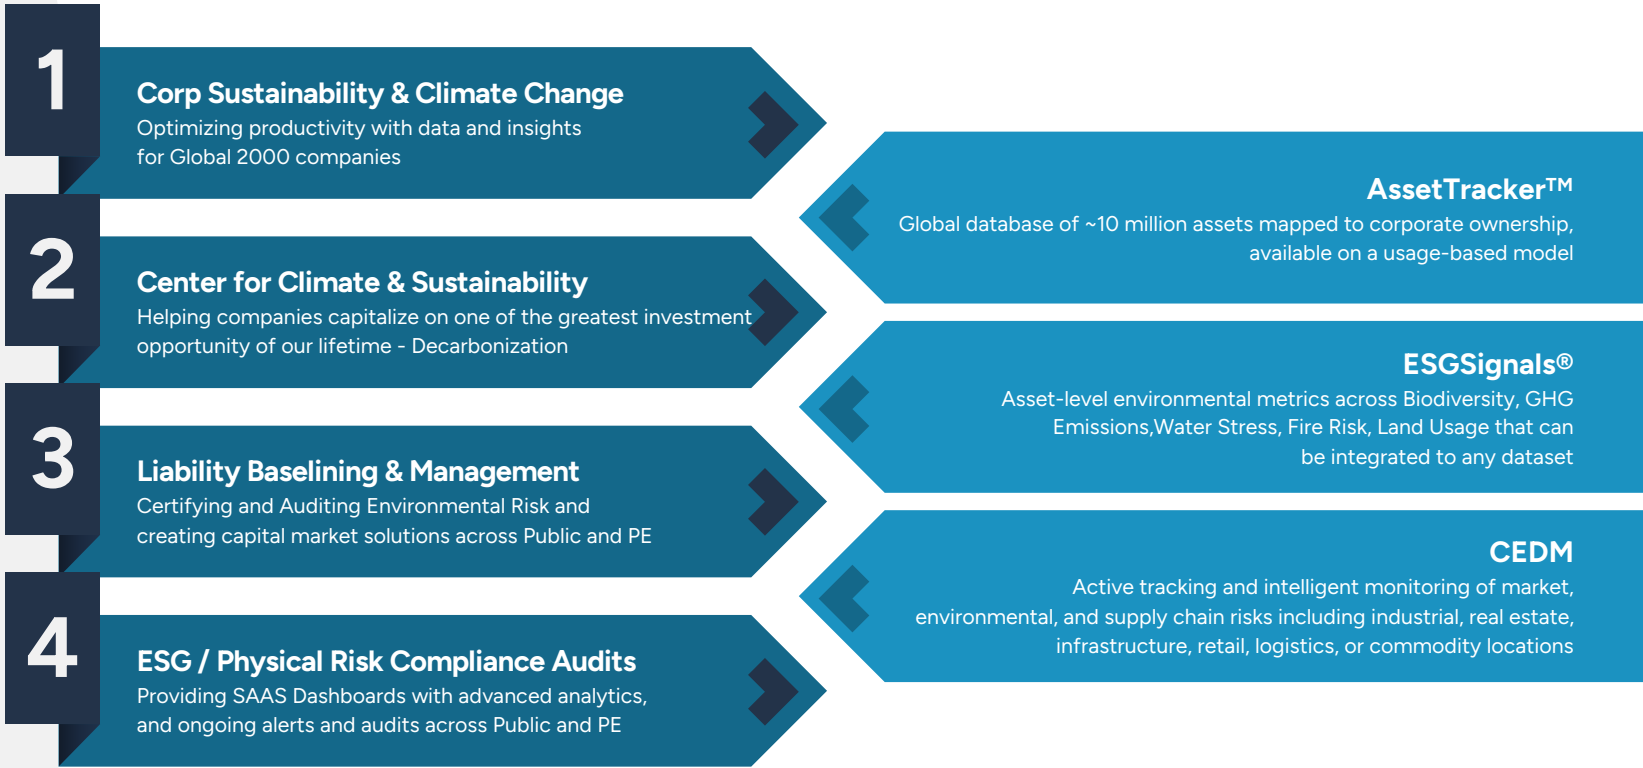 1
Corp Sustainability & Climate Change
Optimizing productivity with data and insights
for Global 2000 companies
2
Center for Climate & Sustainability
Helping companies capitalize on one of the greatest investment
opportunity of our lifetime - Decarbonization
3
Liability Baselining & Management
Certifying and Auditing Environmental Risk and
creating capital market solutions across Public and PE
4
ESG / Physical Risk Compliance Audits
Providing SAAS Dashboards with advanced analytics,
and ongoing alerts and audits across Public and PE
AssetTracker™
Global database of ~10 million assets mapped to corporate ownership,
available on a usage-based model
ESGSignals®
Asset-level environmental metrics across Biodiversity, GHG
Emissions,Water Stress, Fire Risk, Land Usage that can
be integrated to any dataset
CEDM
Active tracking and intelligent monitoring of market,
environmental, and supply chain risks including industrial, real estate,
infrastructure, retail, logistics, or commodity locations